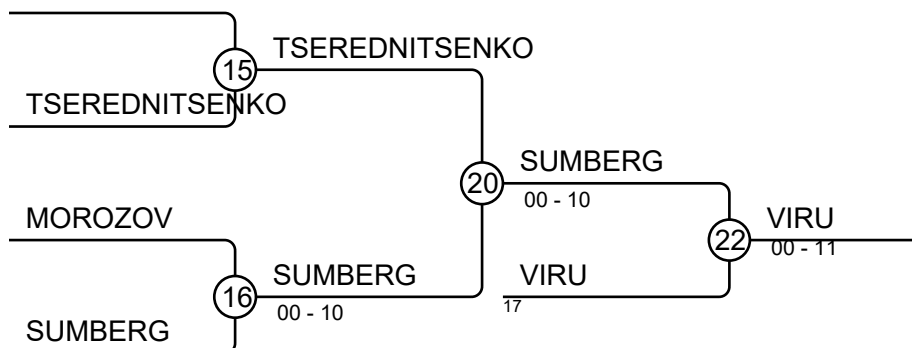 TSEREDNITSENKO
15
TSEREDNITSENKO
SUMBERG
20
00 - 10
MOROZOV
VIRU
22
00 - 11
SUMBERG
16
VIRU
17
00 - 10
SUMBERG